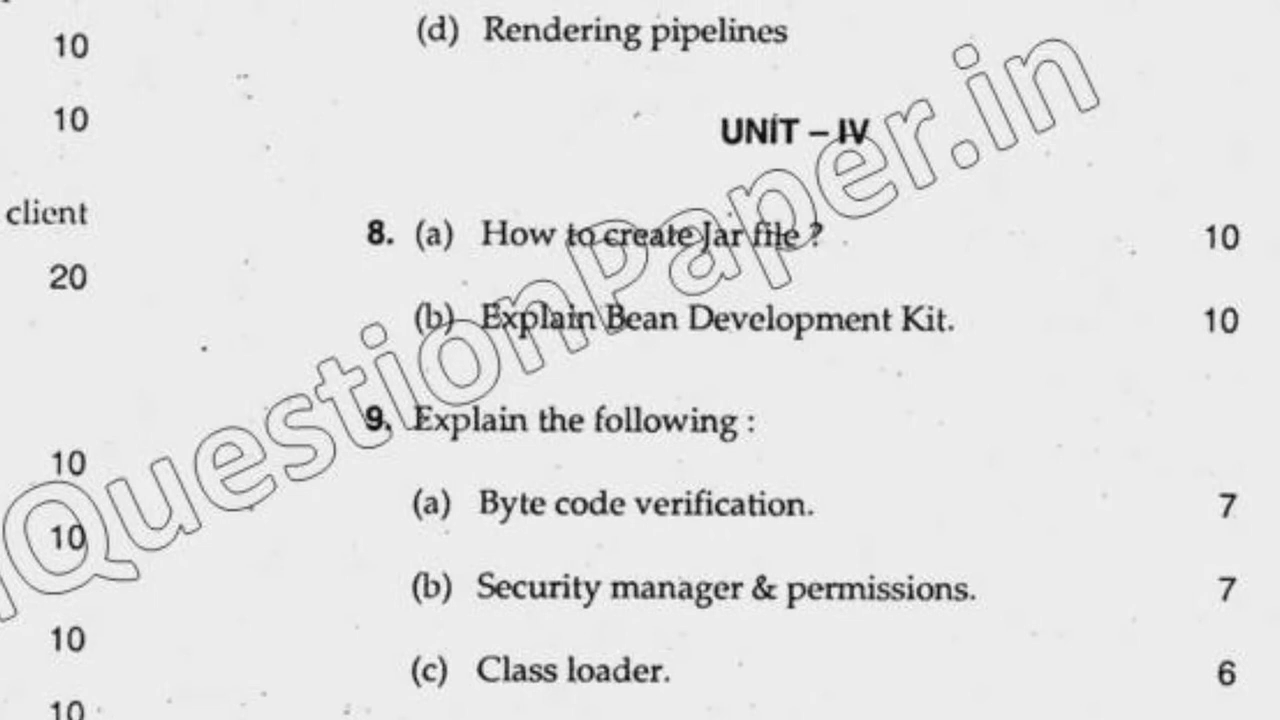 10
10
client
20
10
10
10
10
(d) Rendering pipelines
UNIT – IV
8. (a) How to create Jar file ? 10
(b) Explain Bean Development Kit. 10
9. Explain the following :
(a) Byte code verification. 7
(b) Security manager & permissions. 7
(c) Class loader. 6
QuestionPaper.in